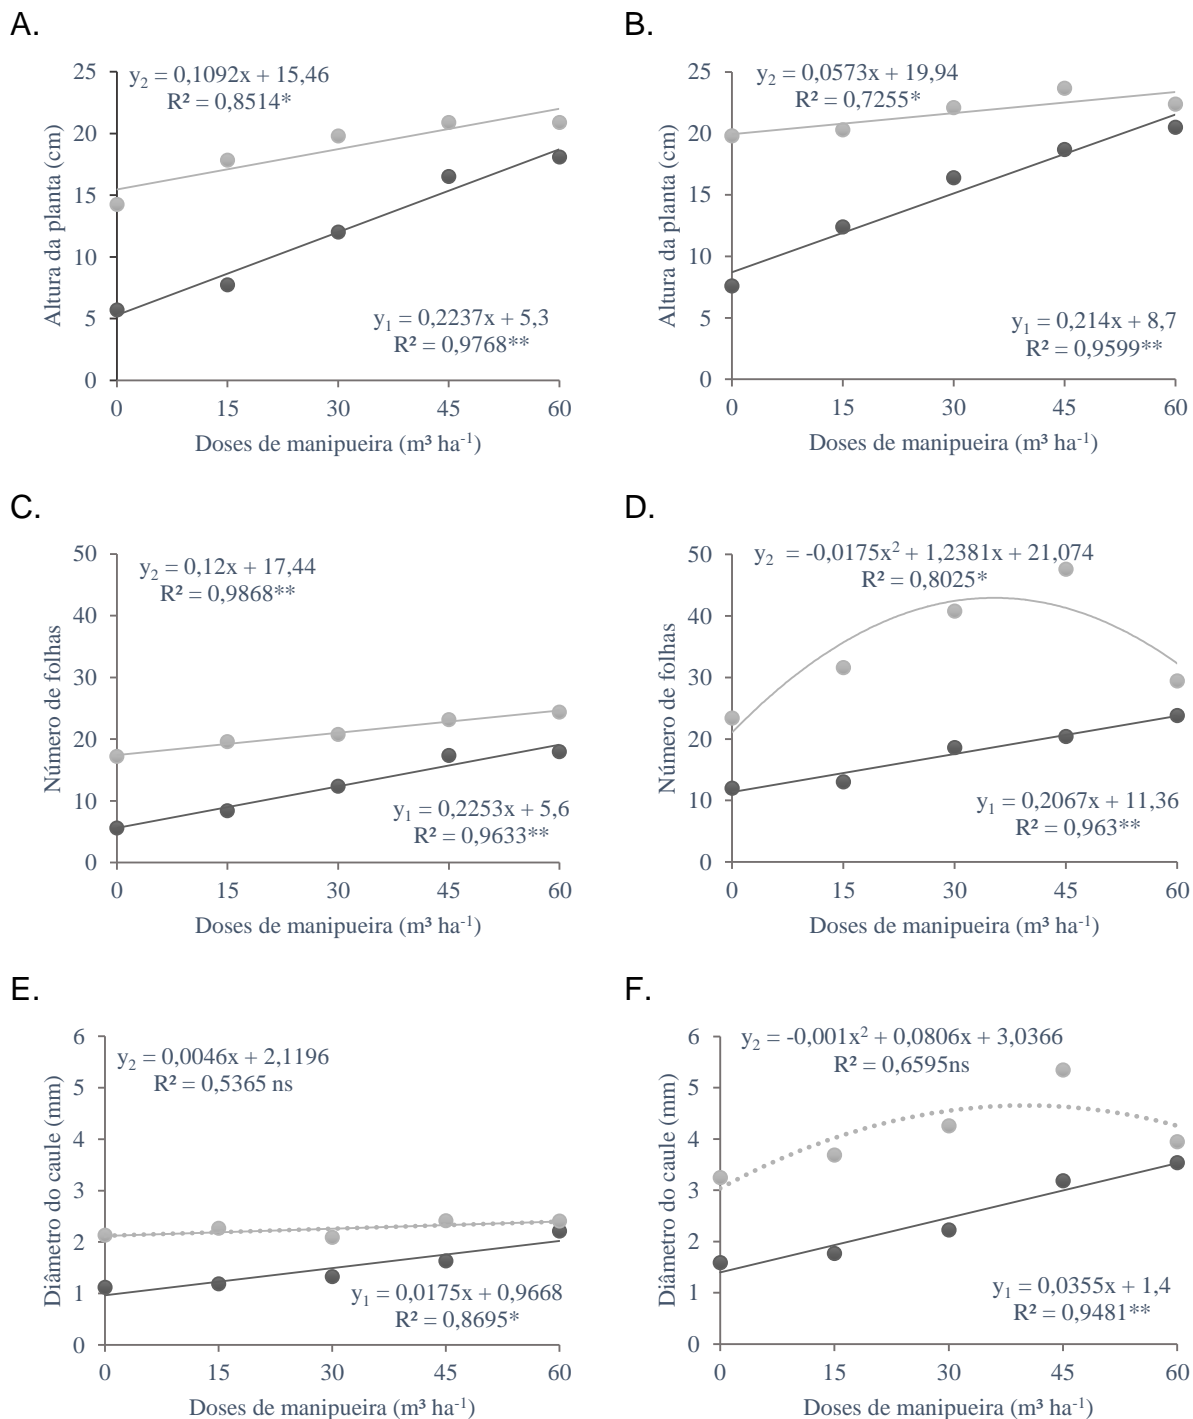 A.
y₂ = 0,1092x + 15,46
R² = 0,8514*
25
20
15
10
5
0
Altura da planta (cm)
y₁ = 0,2237x + 5,3
R² = 0,9768**
0 15 30 45 60
Doses de manipueira (m³ ha⁻¹)
B.
y₂ = 0,0573x + 19,94
R² = 0,7255*
25
20
15
10
5
0
Altura da planta (cm)
y₁ = 0,214x + 8,7
R² = 0,9599**
0 15 30 45 60
Doses de manipueira (m³ ha⁻¹)
C.
y₂ = 0,12x + 17,44
R² = 0,9868**
50
40
30
20
10
0
Número de folhas
y₁ = 0,2253x + 5,6
R² = 0,9633**
0 15 30 45 60
Doses de manipueira (m³ ha⁻¹)
D.
y₂ = -0,0175x² + 1,2381x + 21,074
R² = 0,8025*
50
40
30
20
10
0
Número de folhas
y₁ = 0,2067x + 11,36
R² = 0,963**
0 15 30 45 60
Doses de manipueira (m³ ha⁻¹)
E.
y₂ = 0,0046x + 2,1196
R² = 0,5365 ns
6
5
4
3
2
1
0
Diâmetro do caule (mm)
y₁ = 0,0175x + 0,9668
R² = 0,8695*
0 15 30 45 60
Doses de manipueira (m³ ha⁻¹)
F.
y₂ = -0,001x² + 0,0806x + 3,0366
R² = 0,6595ns
6
5
4
3
2
1
0
Diâmetro do caule (mm)
y₁ = 0,0355x + 1,4
R² = 0,9481**
0 15 30 45 60
Doses de manipueira (m³ ha⁻¹)